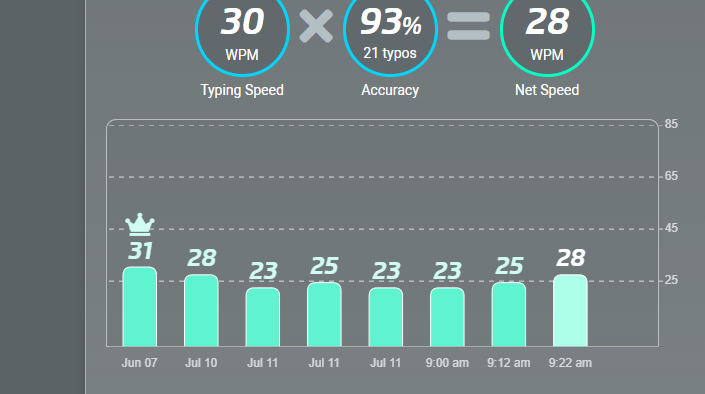 30 93% 28
WPM 21 typos WPM
Typing Speed Accuracy Net Speed
85
65
45
31 28 23 25 23 23 25 28
25
Jun 07 Jul 10 Jul 11 Jul 11 Jul 11 9:00 am 9:12 am 9:22 am